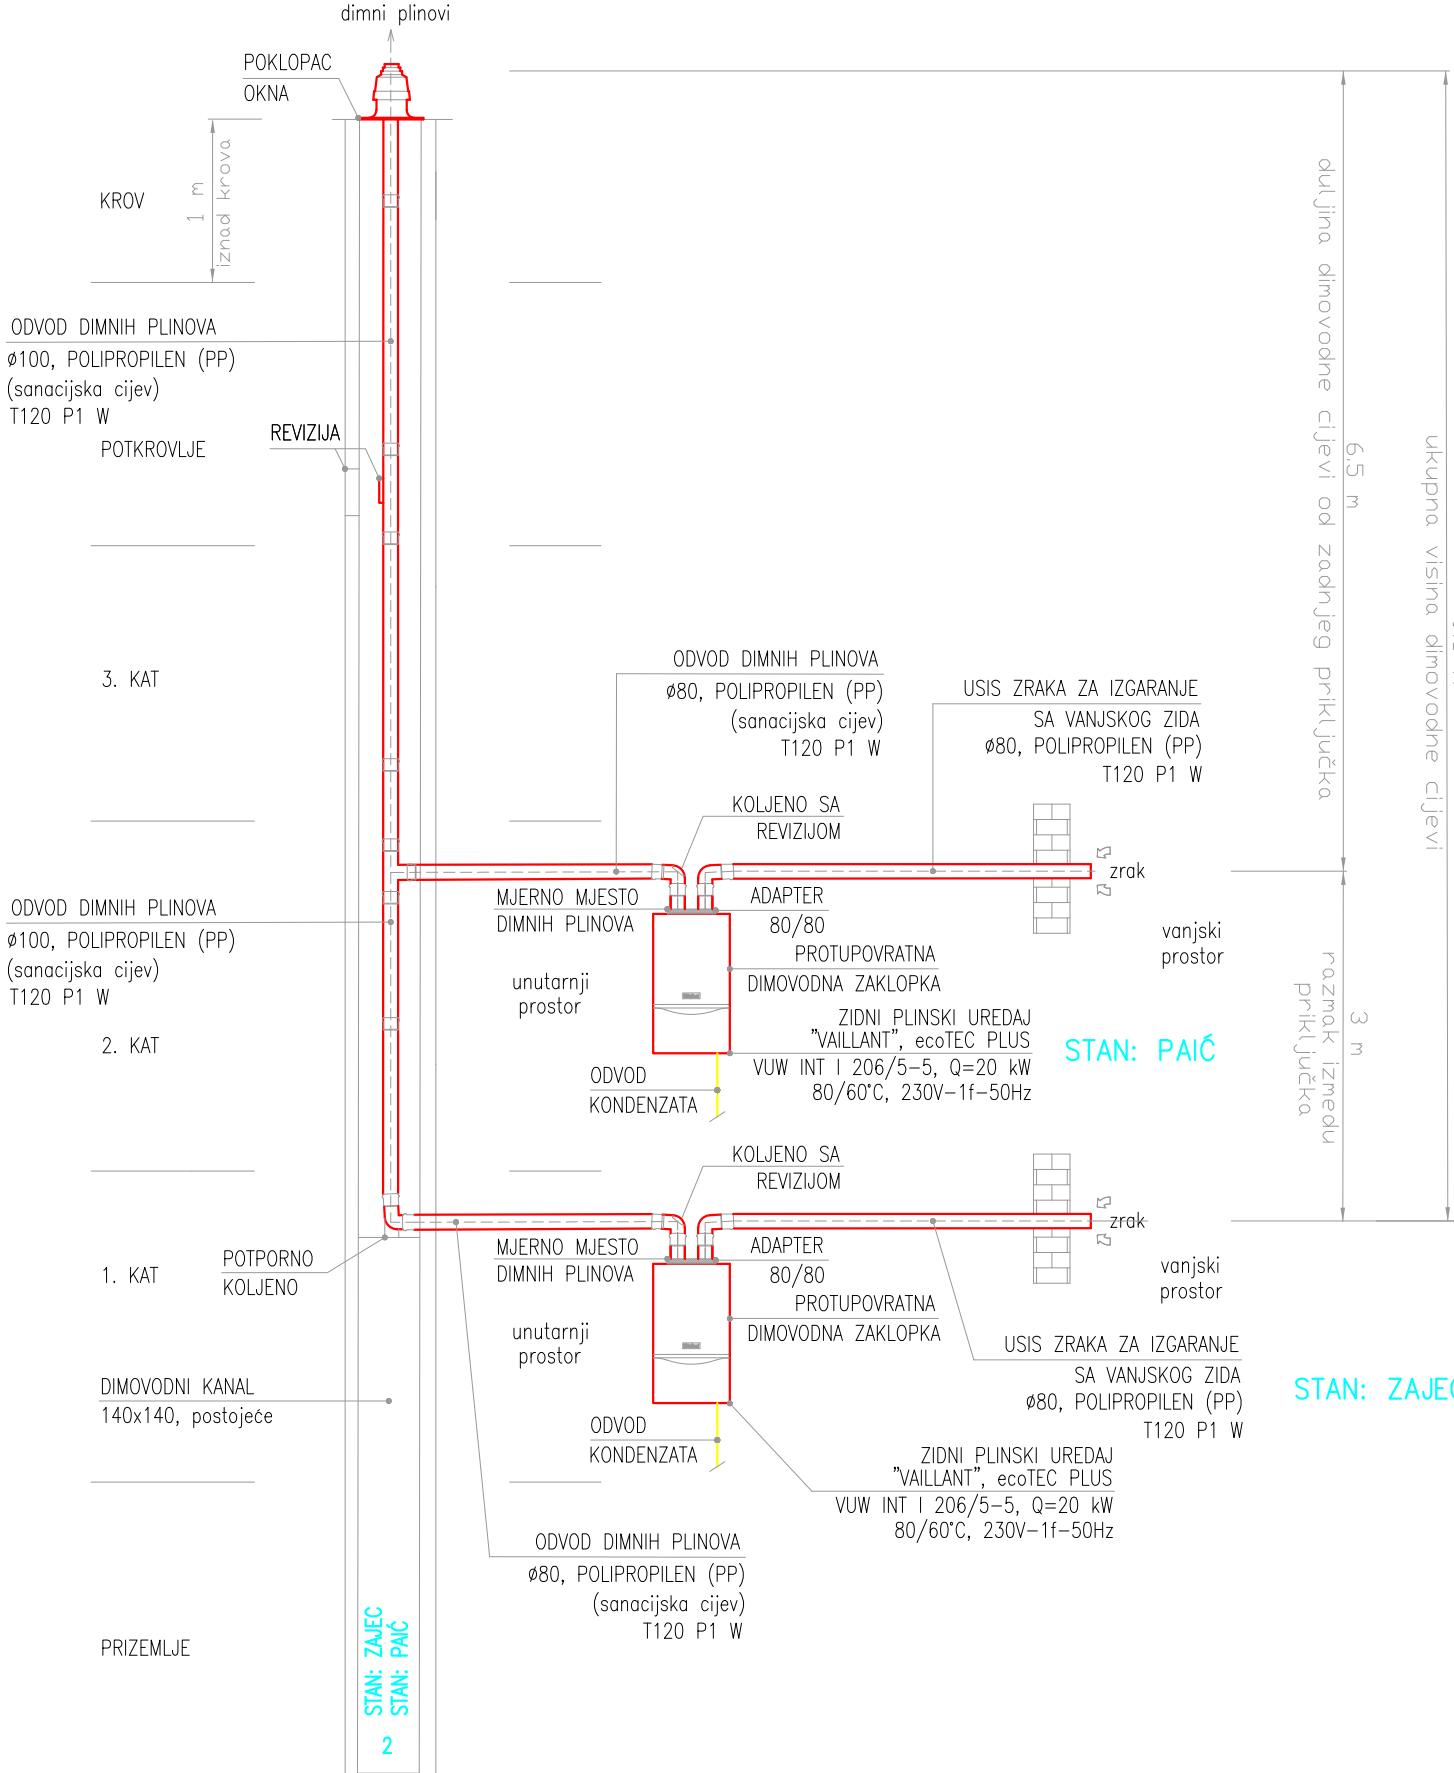 dimni plinovi
POKLOPAC
OKNA
1 m
iznad krova
KROV
ODVOD DIMNIH PLINOVA
ø100, POLIPROPILEN (PP)
(sanacijska cijev)
T120 P1 W
POTKROVLJE
REVIZIJA
duljina dimovodne cijevi od zadnjeg priključka
6,5 m
ukupna visina dimovodne cijevi
3. KAT
ODVOD DIMNIH PLINOVA
ø80, POLIPROPILEN (PP)
(sanacijska cijev)
T120 P1 W
USIS ZRAKA ZA IZGARANJE
SA VANJSKOG ZIDA
ø80, POLIPROPILEN (PP)
T120 P1 W
KOLJENO SA
REVIZIJOM
zrak
MJERNO MJESTO
DIMNIH PLINOVA
ADAPTER
80/80
PROTUPOVRATNA
DIMOVODNA ZAKLOPKA
vanjski
prostor
ODVOD DIMNIH PLINOVA
ø100, POLIPROPILEN (PP)
(sanacijska cijev)
T120 P1 W
unutarnji
prostor
2. KAT
ZIDNI PLINSKI UREDAJ
"VAILLANT", ecoTEC PLUS
VUW INT I 206/5-5, Q=20 kW
80/60°C, 230V-1f-50Hz
STAN: PAIĆ
3 m
razmak izmedu
priključka
ODVOD
KONDENZATA
KOLJENO SA
REVIZIJOM
zrak
MJERNO MJESTO
DIMNIH PLINOVA
ADAPTER
80/80
PROTUPOVRATNA
DIMOVODNA ZAKLOPKA
vanjski
prostor
1. KAT
POTPORNO
KOLJENO
unutarnji
prostor
USIS ZRAKA ZA IZGARANJE
SA VANJSKOG ZIDA
ø80, POLIPROPILEN (PP)
T120 P1 W
STAN: ZAJEC
DIMOVODNI KANAL
140x140, postojeće
ODVOD
KONDENZATA
ZIDNI PLINSKI UREDAJ
"VAILLANT", ecoTEC PLUS
VUW INT I 206/5-5, Q=20 kW
80/60°C, 230V-1f-50Hz
ODVOD DIMNIH PLINOVA
ø80, POLIPROPILEN (PP)
(sanacijska cijev)
T120 P1 W
PRIZEMLJE
STAN: ZAJEC
STAN: PAIĆ
2